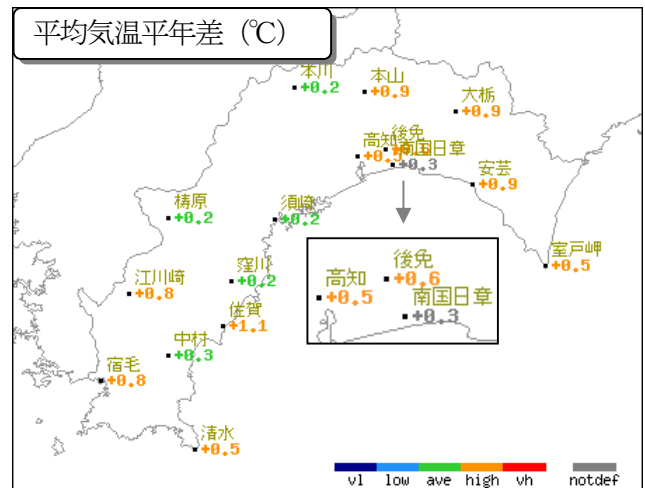 平均気温平年差（℃）
本川
+0.2
本山
+0.9
大栃
+0.9
後免
高知
+0.5
南国日章
+0.3
安芸
+0.9
梼原
+0.2
須崎
+0.2
室戸岬
+0.5
後免
+0.6
高知
+0.5
南国日章
+0.3
窪川
+0.2
江川崎
+0.8
佐賀
+1.1
中村
+0.3
宿毛
+0.8
清水
+0.5
vl low ave high vh notdef